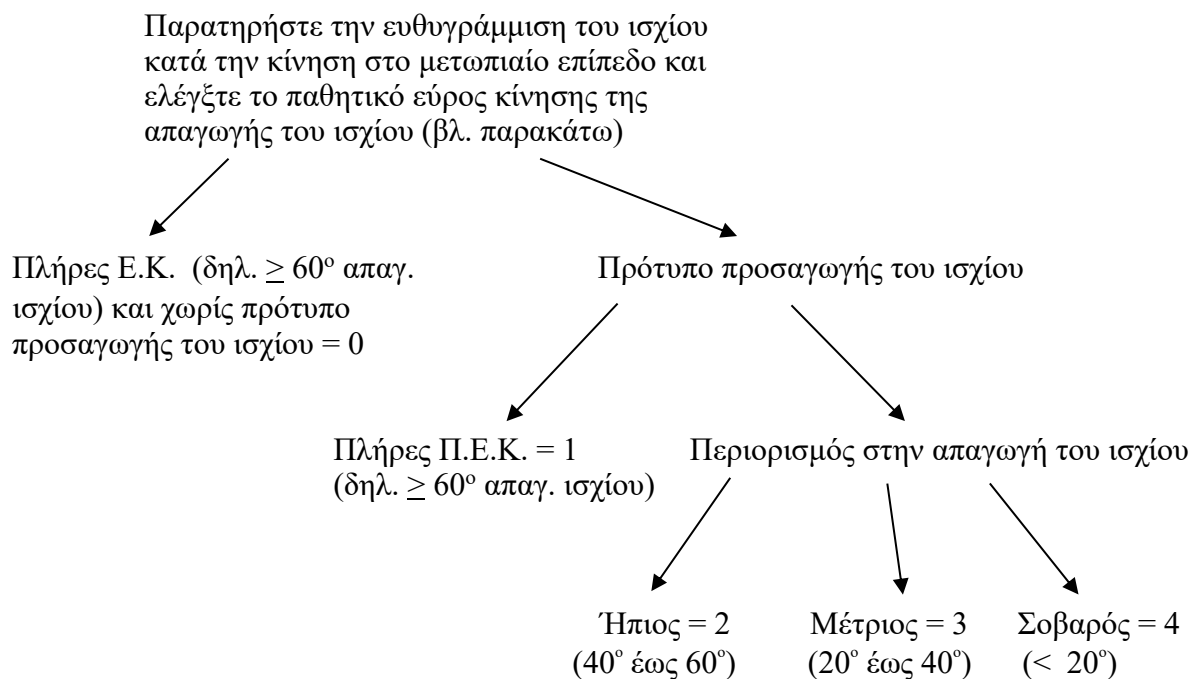 Παρατηρήστε την ευθυγράμμιση του ισχίου
κατά την κίνηση στο μετωπιαίο επίπεδο και
ελέγξτε το παθητικό εύρος κίνησης της
απαγωγής του ισχίου (βλ. παρακάτω)
Πλήρες Ε.Κ. (δηλ. ≥ 60° απαγ.
ισχίου) και χωρίς πρότυπο
προσαγωγής του ισχίου = 0
Πρότυπο προσαγωγής του ισχίου
Πλήρες Π.Ε.Κ. = 1
(δηλ. ≥ 60° απαγ. ισχίου)
Περιορισμός στην απαγωγή του ισχίου
Ήπιος = 2
(40° έως 60°)
Μέτριος = 3
(20° έως 40°)
Σοβαρός = 4
(< 20°)